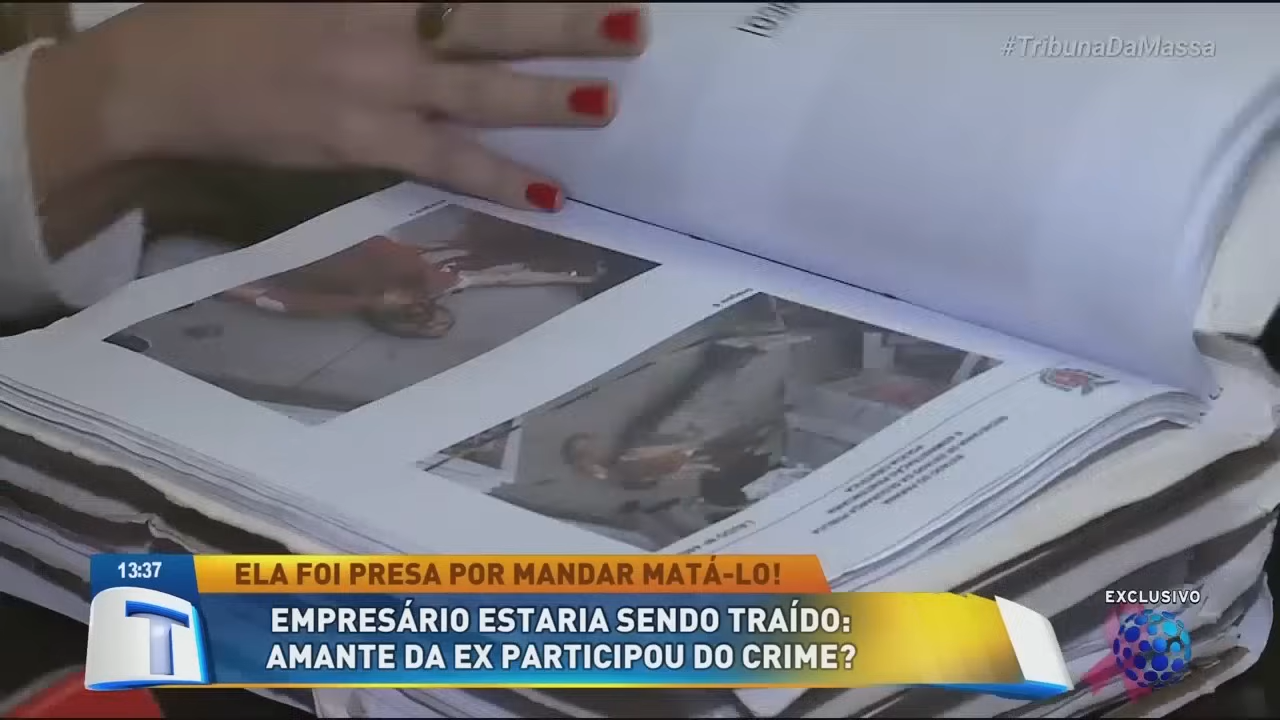 #TribunaDaMassa
13:37
ELA FOI PRESA POR MANDAR MATÁ-LO!
T
EMPRESÁRIO ESTARIA SENDO TRAÍDO:
AMANTE DA EX PARTICIPOU DO CRIME?
EXCLUSIVO